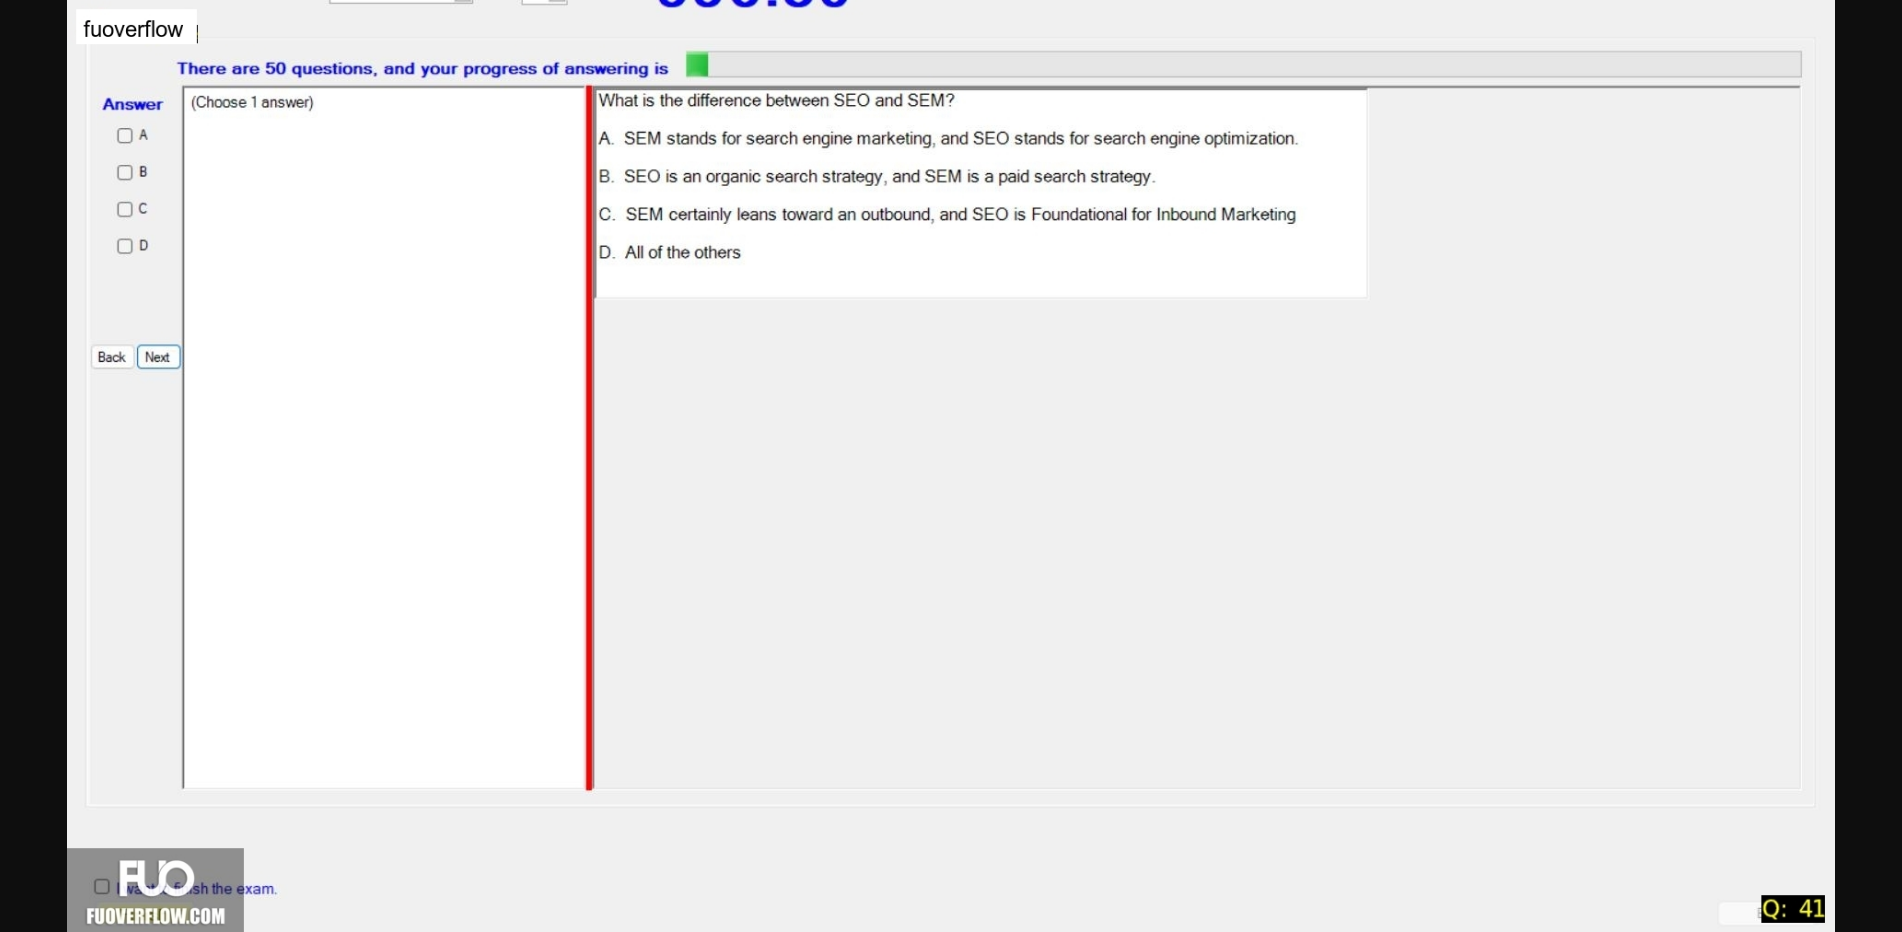 fuoverflow
There are 50 questions, and your progress of answering is
Answer
(Choose 1 answer)
A
B
C
D
Back Next
What is the difference between SEO and SEM?
A. SEM stands for search engine marketing, and SEO stands for search engine optimization.
B. SEO is an organic search strategy, and SEM is a paid search strategy.
C. SEM certainly leans toward an outbound, and SEO is Foundational for Inbound Marketing
D. All of the others
I want finish the exam.
FUO
FUOVERFLOW.COM
Q: 41